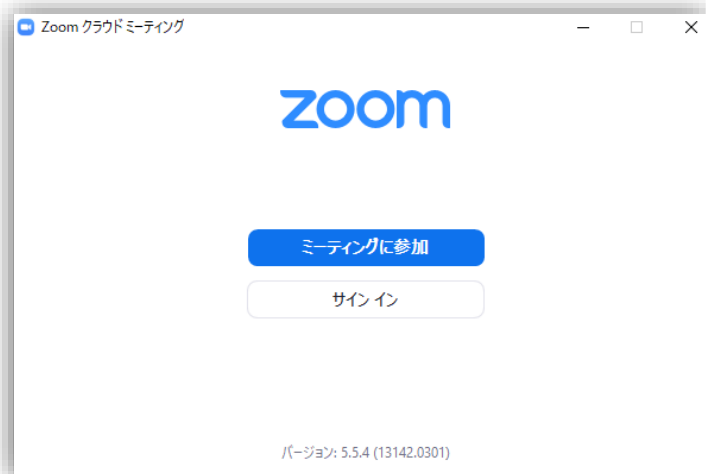 Zoom クラウド ミーティング
zoom
ミーティングに参加
サイン イン
バージョン: 5.5.4 (13142.0301)